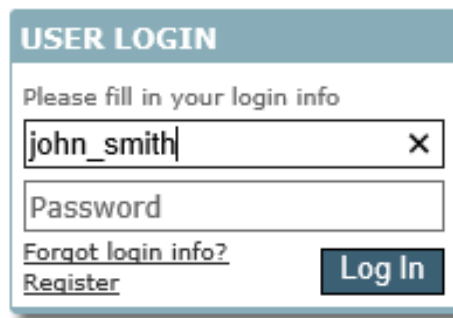 USER LOGIN
Please fill in your login info
john_smith ×
Password
Forgot login info?
Register
Log In